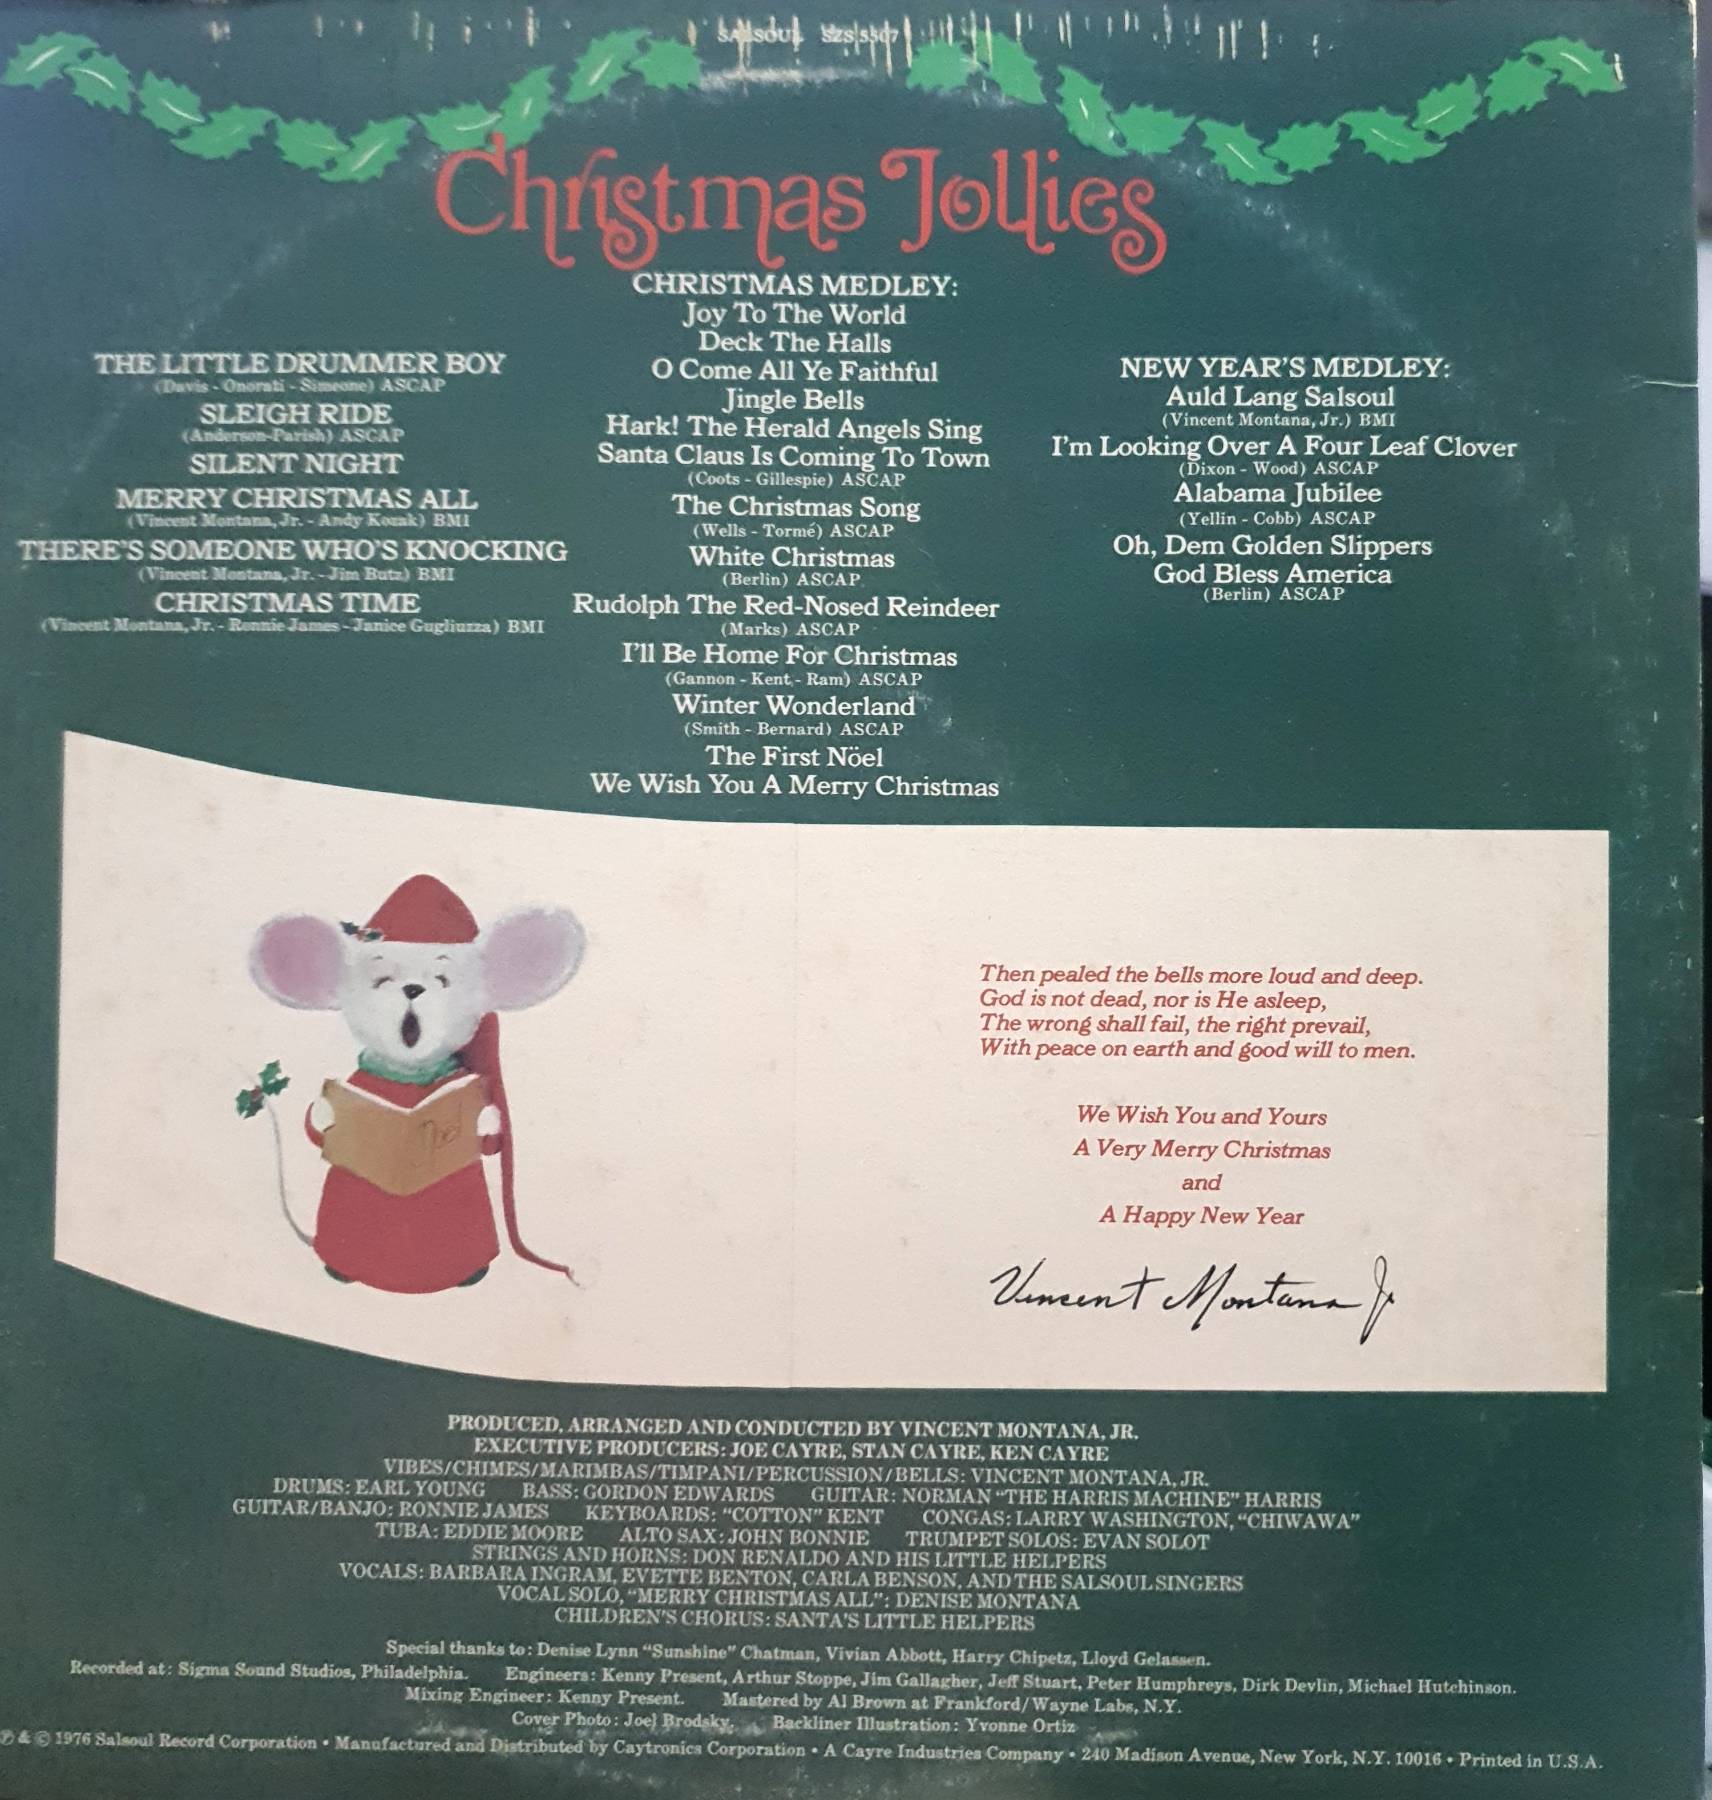 SALSOUL SZS 5507
Christmas Jollies
THE LITTLE DRUMMER BOY
(Davis - Onorati - Simeone) ASCAP
SLEIGH RIDE
(Anderson-Parish) ASCAP
SILENT NIGHT
MERRY CHRISTMAS ALL
(Vincent Montana, Jr. - Andy Kozak) BMI
THERE'S SOMEONE WHO'S KNOCKING
(Vincent Montana, Jr. - Jim Butz) BMI
CHRISTMAS TIME
(Vincent Montana, Jr. - Ronnie James - Janice Gugliuzza) BMI
CHRISTMAS MEDLEY:
Joy To The World
Deck The Halls
O Come All Ye Faithful
Jingle Bells
Hark! The Herald Angels Sing
Santa Claus Is Coming To Town
(Coots - Gillespie) ASCAP
The Christmas Song
(Wells - Tormé) ASCAP
White Christmas
(Berlin) ASCAP
Rudolph The Red-Nosed Reindeer
(Marks) ASCAP
I'll Be Home For Christmas
(Gannon - Kent - Ram) ASCAP
Winter Wonderland
(Smith - Bernard) ASCAP
The First Nöel
We Wish You A Merry Christmas
NEW YEAR'S MEDLEY:
Auld Lang Salsoul
(Vincent Montana, Jr.) BMI
I'm Looking Over A Four Leaf Clover
(Dixon - Wood) ASCAP
Alabama Jubilee
(Yellin - Cobb) ASCAP
Oh, Dem Golden Slippers
God Bless America
(Berlin) ASCAP
Noel
Then pealed the bells more loud and deep.
God is not dead, nor is He asleep,
The wrong shall fail, the right prevail,
With peace on earth and good will to men.
We Wish You and Yours
A Very Merry Christmas
and
A Happy New Year
Vincent Montana Jr
PRODUCED, ARRANGED AND CONDUCTED BY VINCENT MONTANA, JR.
EXECUTIVE PRODUCERS: JOE CAYRE, STAN CAYRE, KEN CAYRE
VIBES/CHIMES/MARIMBAS/TIMPANI/PERCUSSION/BELLS: VINCENT MONTANA, JR.
DRUMS: EARL YOUNG BASS: GORDON EDWARDS GUITAR: NORMAN "THE HARRIS MACHINE" HARRIS
GUITAR/BANJO: RONNIE JAMES KEYBOARDS: "COTTON" KENT CONGAS: LARRY WASHINGTON, "CHIWAWA"
TUBA: EDDIE MOORE ALTO SAX: JOHN BONNIE TRUMPET SOLOS: EVAN SOLOT
STRINGS AND HORNS: DON RENALDO AND HIS LITTLE HELPERS
VOCALS: BARBARA INGRAM, EVETTE BENTON, CARLA BENSON, AND THE SALSOUL SINGERS
VOCAL SOLO, "MERRY CHRISTMAS ALL": DENISE MONTANA
CHILDREN'S CHORUS: SANTA'S LITTLE HELPERS
Special thanks to: Denise Lynn "Sunshine" Chatman, Vivian Abbott, Harry Chipetz, Lloyd Gelassen.
Recorded at: Sigma Sound Studios, Philadelphia. Engineers: Kenny Present, Arthur Stoppe, Jim Gallagher, Jeff Stuart, Peter Humphreys, Dirk Devlin, Michael Hutchinson.
Mixing Engineer: Kenny Present. Mastered by Al Brown at Frankford/Wayne Labs, N.Y.
Cover Photo: Joel Brodsky. Backliner Illustration: Yvonne Ortiz
℗ & © 1976 Salsoul Record Corporation • Manufactured and Distributed by Caytronics Corporation • A Cayre Industries Company • 240 Madison Avenue, New York, N.Y. 10016 • Printed in U.S.A.